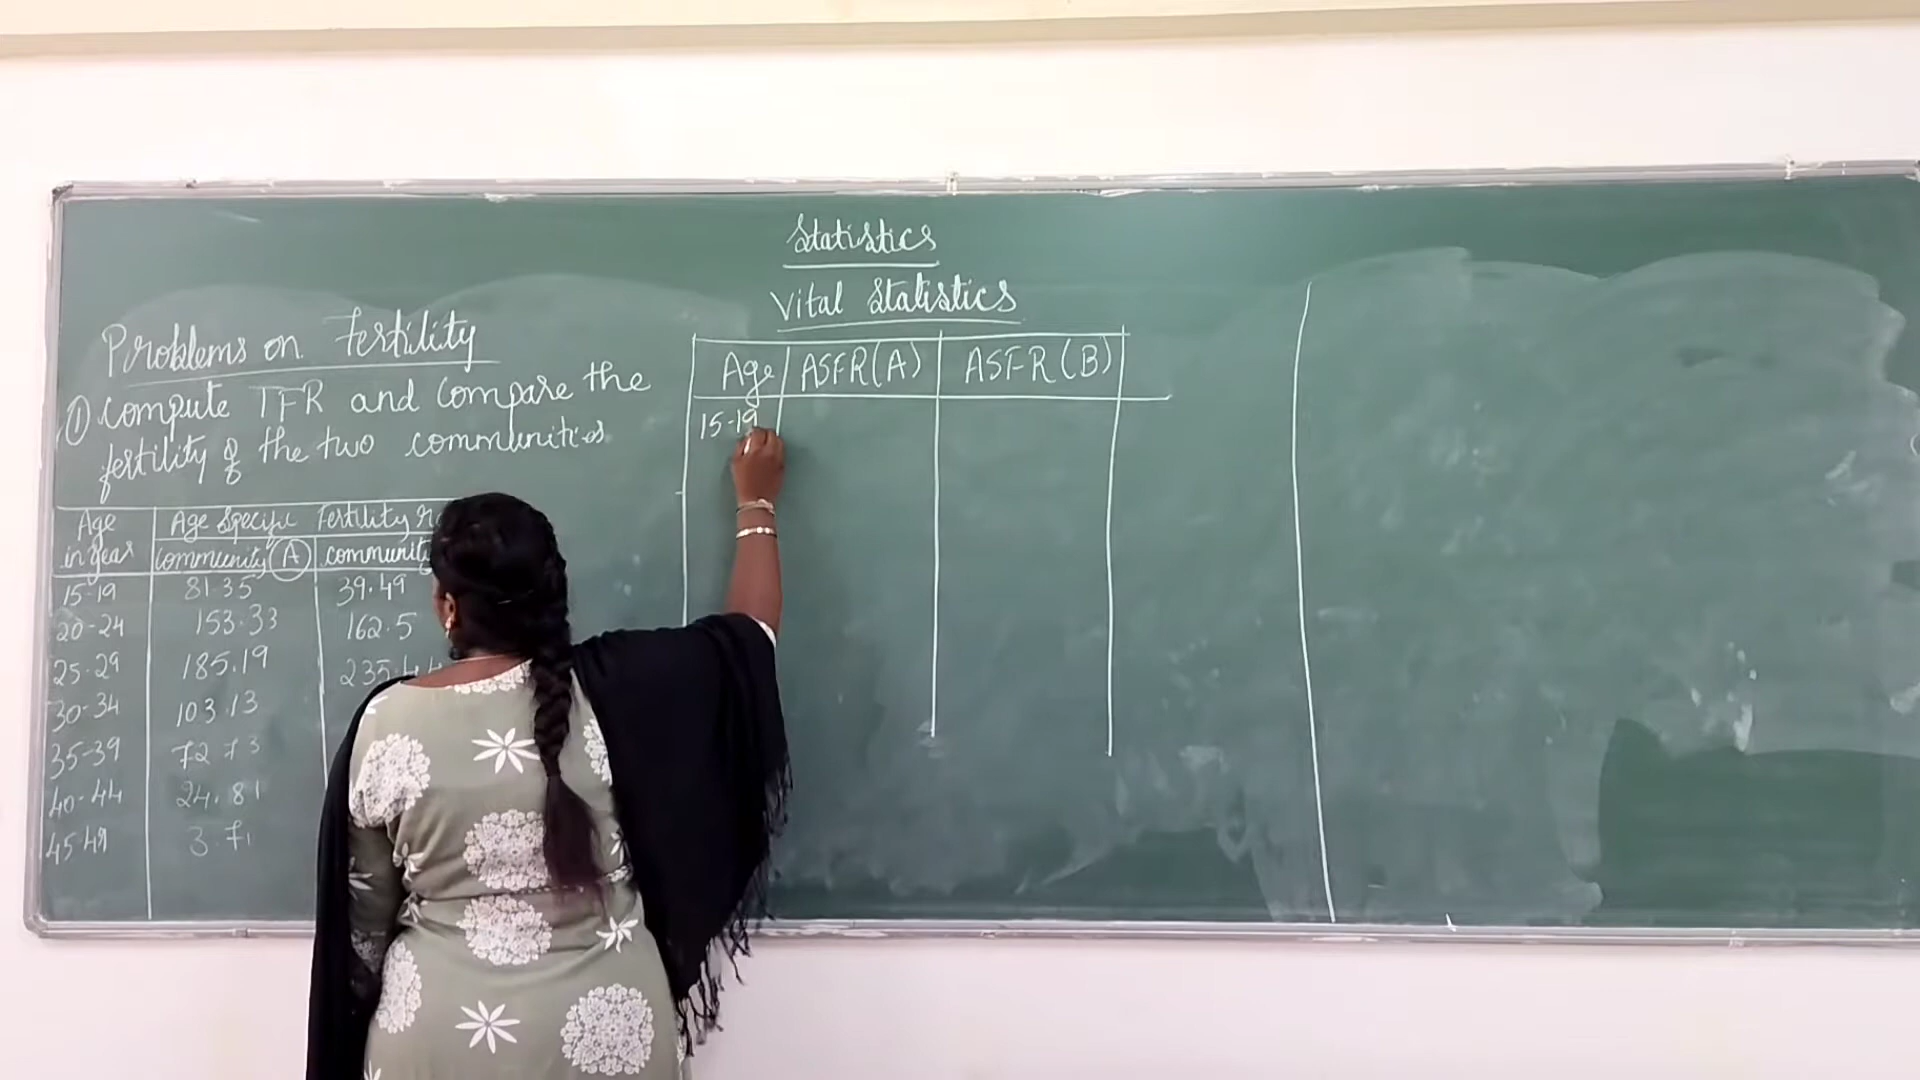 Statistics
Vital Statistics
Problems on Fertility
① Compute TFR and Compare the
fertility of the two communities
Age in year | Age Specific Fertility
community (A) | community
15-19 | 81.35 | 39.49
20-24 | 153.33 | 162.5
25-29 | 185.19 | 235.44
30-34 | 103.13
35-39 | 72.73
40-44 | 24.81
45-49 | 3.71
Age | ASFR(A) | ASFR(B)
15-19